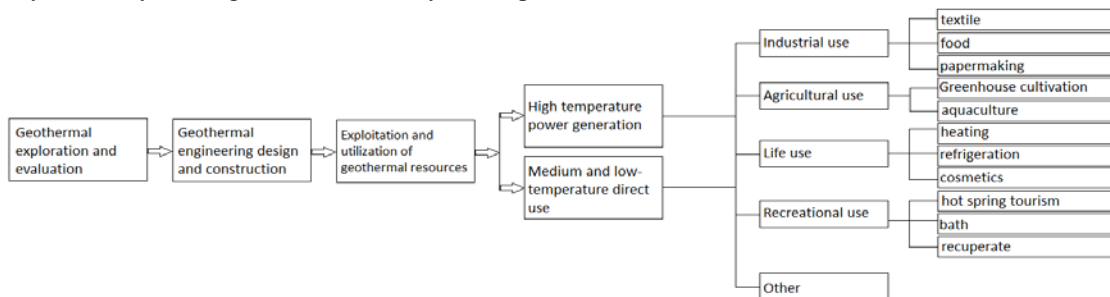 Geothermal
exploration and
evaluation
Geothermal
engineering design
and construction
Exploitation and
utilization of
geothermal resources
High temperature
power generation
Medium and low-
temperature direct
use
Industrial use
textile
food
papermaking
Agricultural use
Greenhouse cultivation
aquaculture
Life use
heating
refrigeration
cosmetics
Recreational use
hot spring tourism
bath
recuperate
Other